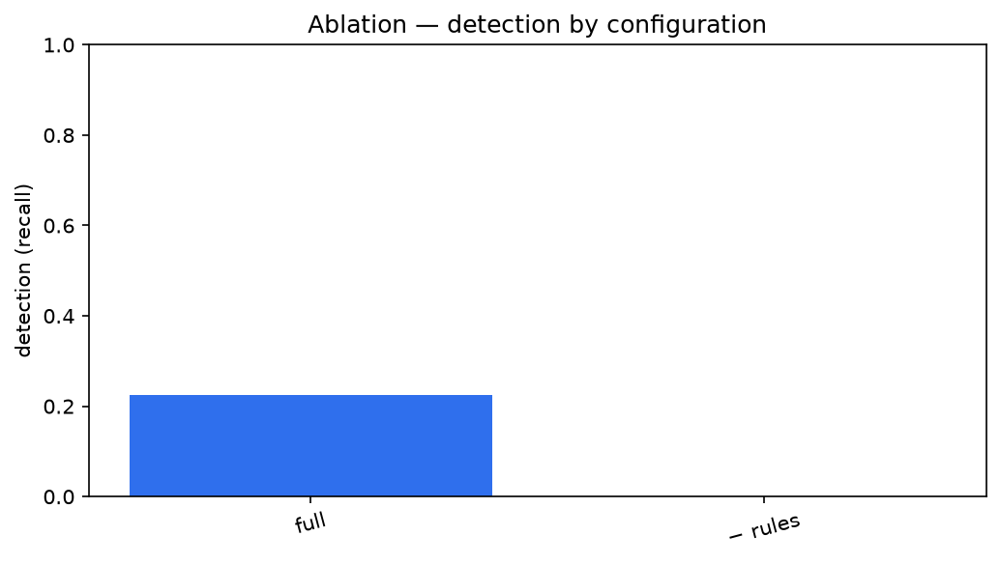 Ablation — detection by configuration
detection (recall)
1.0
0.8
0.6
0.4
0.2
0.0
full
− rules